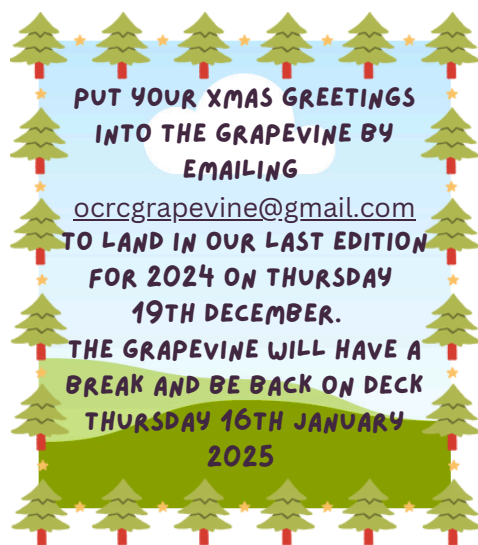 PUT YOUR XMAS GREETINGS
INTO THE GRAPEVINE BY
EMAILING
ocrcgrapevine@gmail.com
TO LAND IN OUR LAST EDITION
FOR 2024 ON THURSDAY
19TH DECEMBER.
THE GRAPEVINE WILL HAVE A
BREAK AND BE BACK ON DECK
THURSDAY 16TH JANUARY
2025